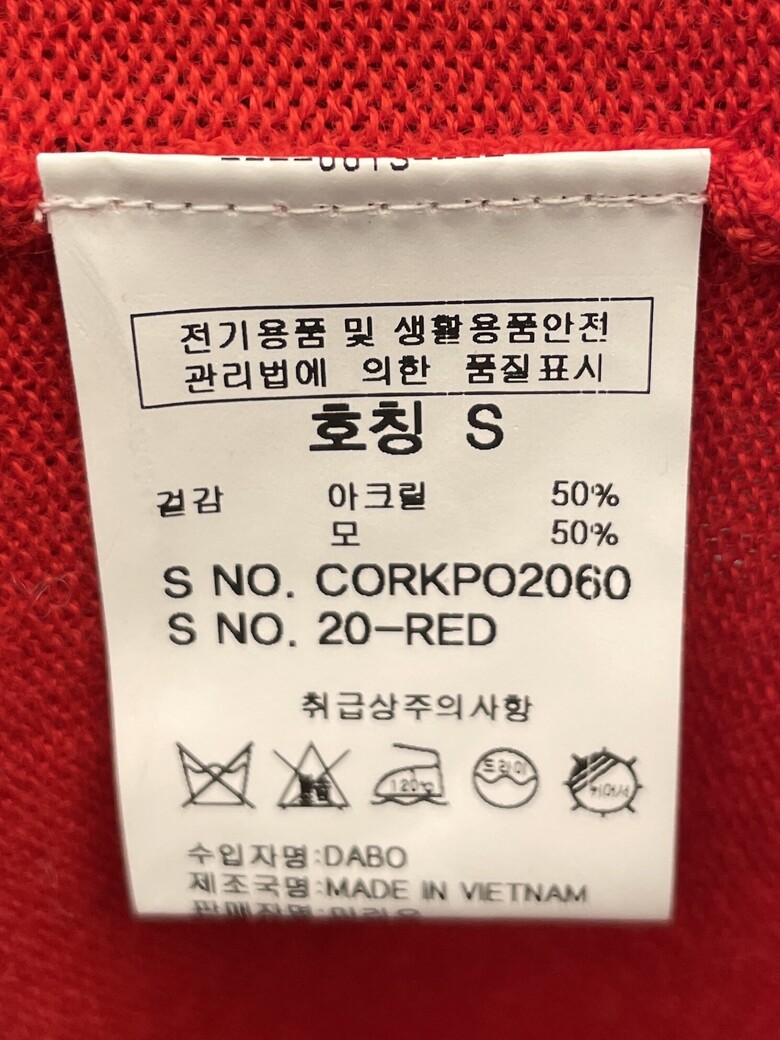 전기용품 및 생활용품안전
관리법에 의한 품질표시
호칭 S
겉감 아크릴 50%
모 50%
S NO. CORKPO2060
S NO. 20-RED
취급상주의사항
120℃ 드라이
수입자명:DABO
제조국명:MADE IN VIETNAM